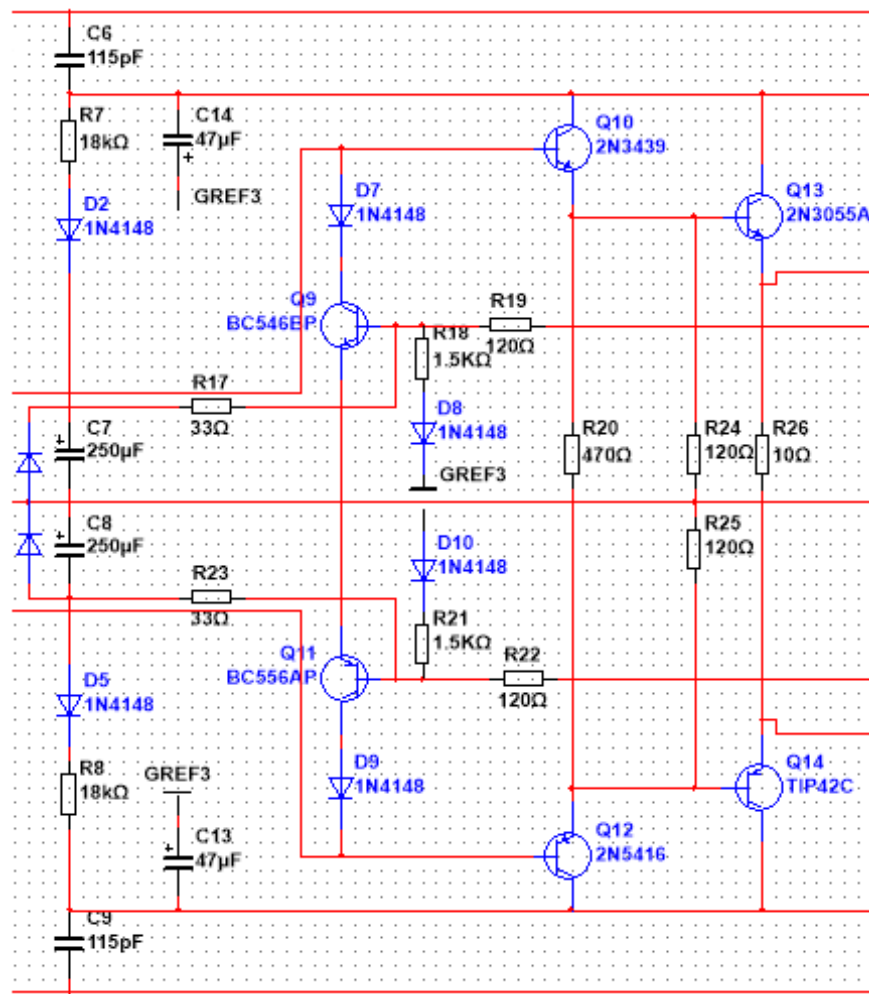 C6
115pF
R7
18kΩ
C14
47µF
GREF3
Q10
2N3439
D2
1N4148
D7
1N4148
Q13
2N3055A
Q9
BC546BP
R19
120Ω
R18
1.5KΩ
R17
33Ω
D8
1N4148
C7
250µF
R20
470Ω
R24
120Ω
R26
10Ω
GREF3
C8
250µF
R25
120Ω
D10
1N4148
R23
33Ω
R21
1.5KΩ
Q11
BC556AP
R22
120Ω
D5
1N4148
R8
18kΩ
GREF3
D9
1N4148
Q14
TIP42C
C13
47µF
Q12
2N5416
C9
115pF